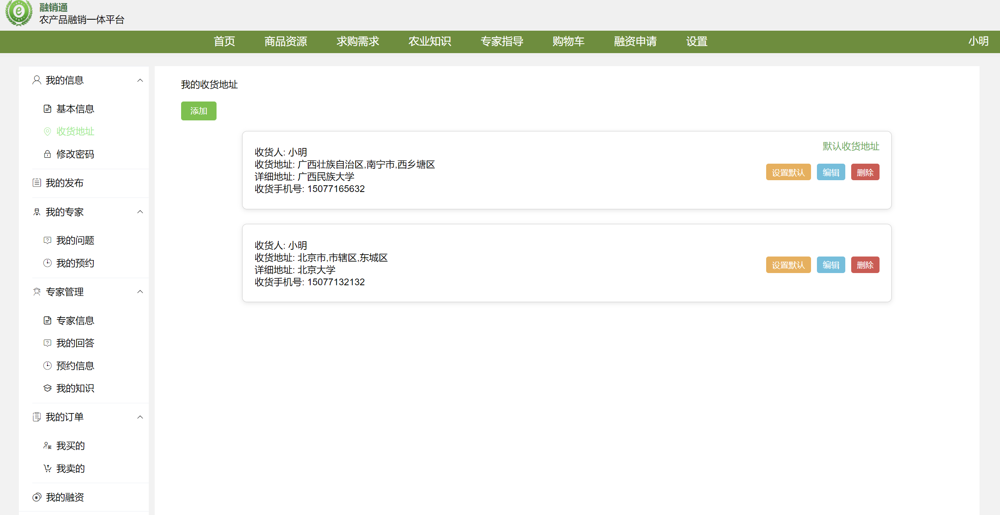 融销通
农产品融销一体平台
首页 商品资源 求购需求 农业知识 专家指导 购物车 融资申请 设置 小明
我的信息
基本信息
收货地址
修改密码
我的发布
我的专家
我的问题
我的预约
专家管理
专家信息
我的回答
预约信息
我的知识
我的订单
我买的
我卖的
我的融资
我的收货地址
添加
默认收货地址
收货人: 小明
收货地址: 广西壮族自治区,南宁市,西乡塘区
详细地址: 广西民族大学
收货手机号: 15077165632
设置默认 编辑 删除
收货人: 小明
收货地址: 北京市,市辖区,东城区
详细地址: 北京大学
收货手机号: 15077132132
设置默认 编辑 删除